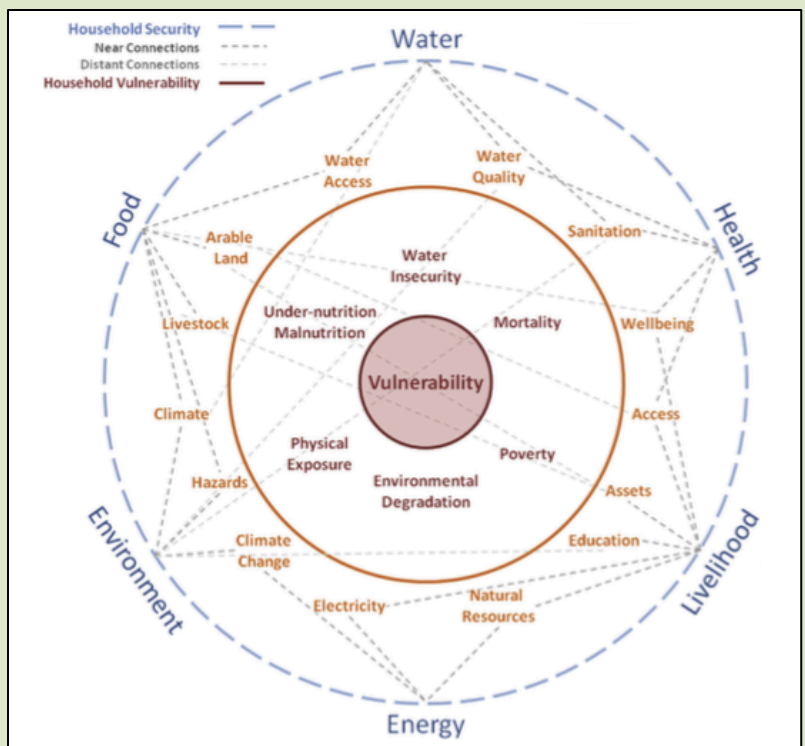 Household Security
Near Connections
Distant Connections
Household Vulnerability
Water
Water
Access
Water
Quality
Food
Health
Arable
Land
Sanitation
Water
Insecurity
Livestock
Under-nutrition
Malnutrition
Mortality
Wellbeing
Vulnerability
Climate
Access
Physical
Exposure
Poverty
Hazards
Environmental
Degradation
Assets
Environment
Climate
Change
Education
Livelihood
Electricity
Natural
Resources
Energy